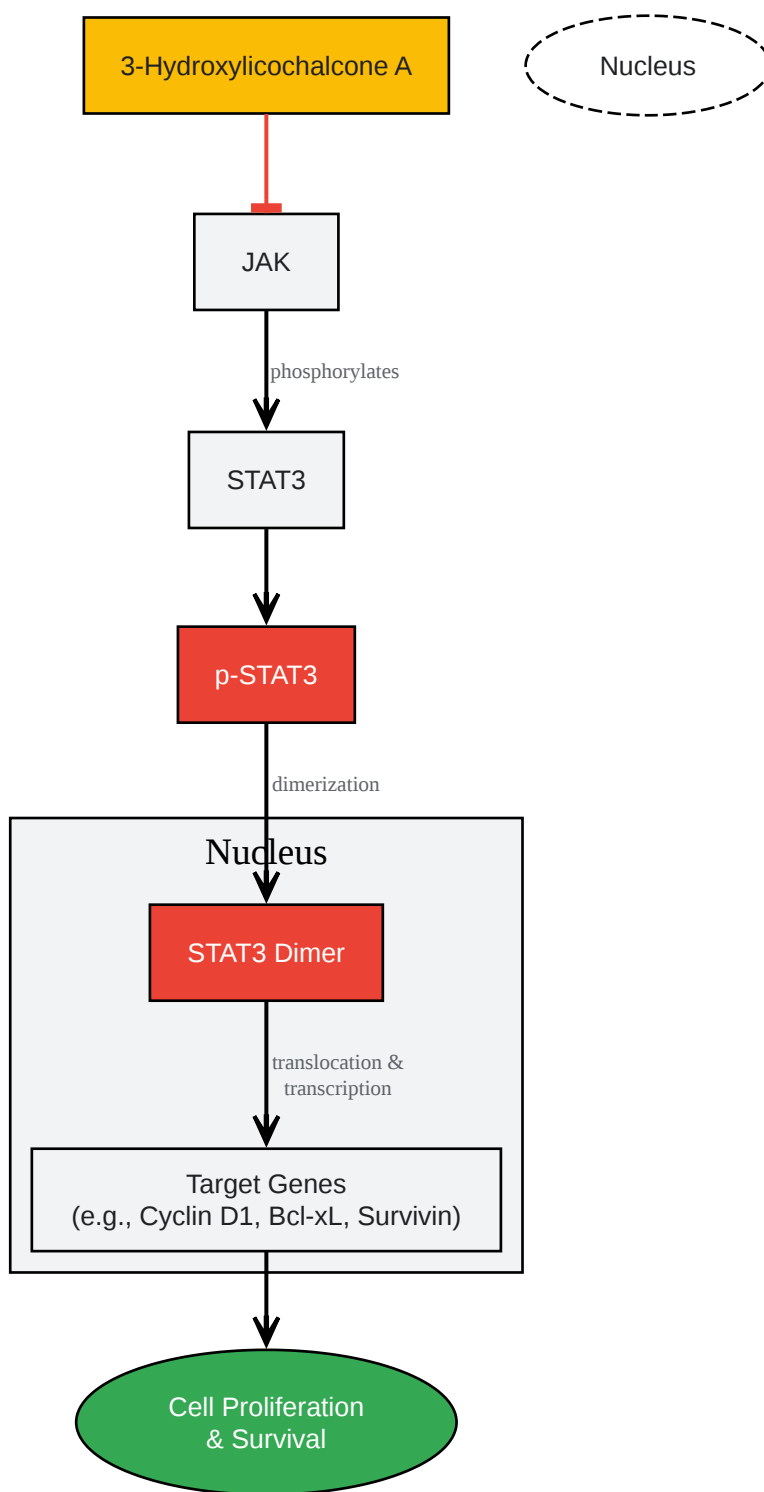 3-Hydroxylicochalcone A
Nucleus
JAK
phosphorylates
STAT3
p-STAT3
dimerization
Nucleus
STAT3 Dimer
translocation &
transcription
Target Genes
(e.g., Cyclin D1, Bcl-xL, Survivin)
Cell Proliferation
& Survival